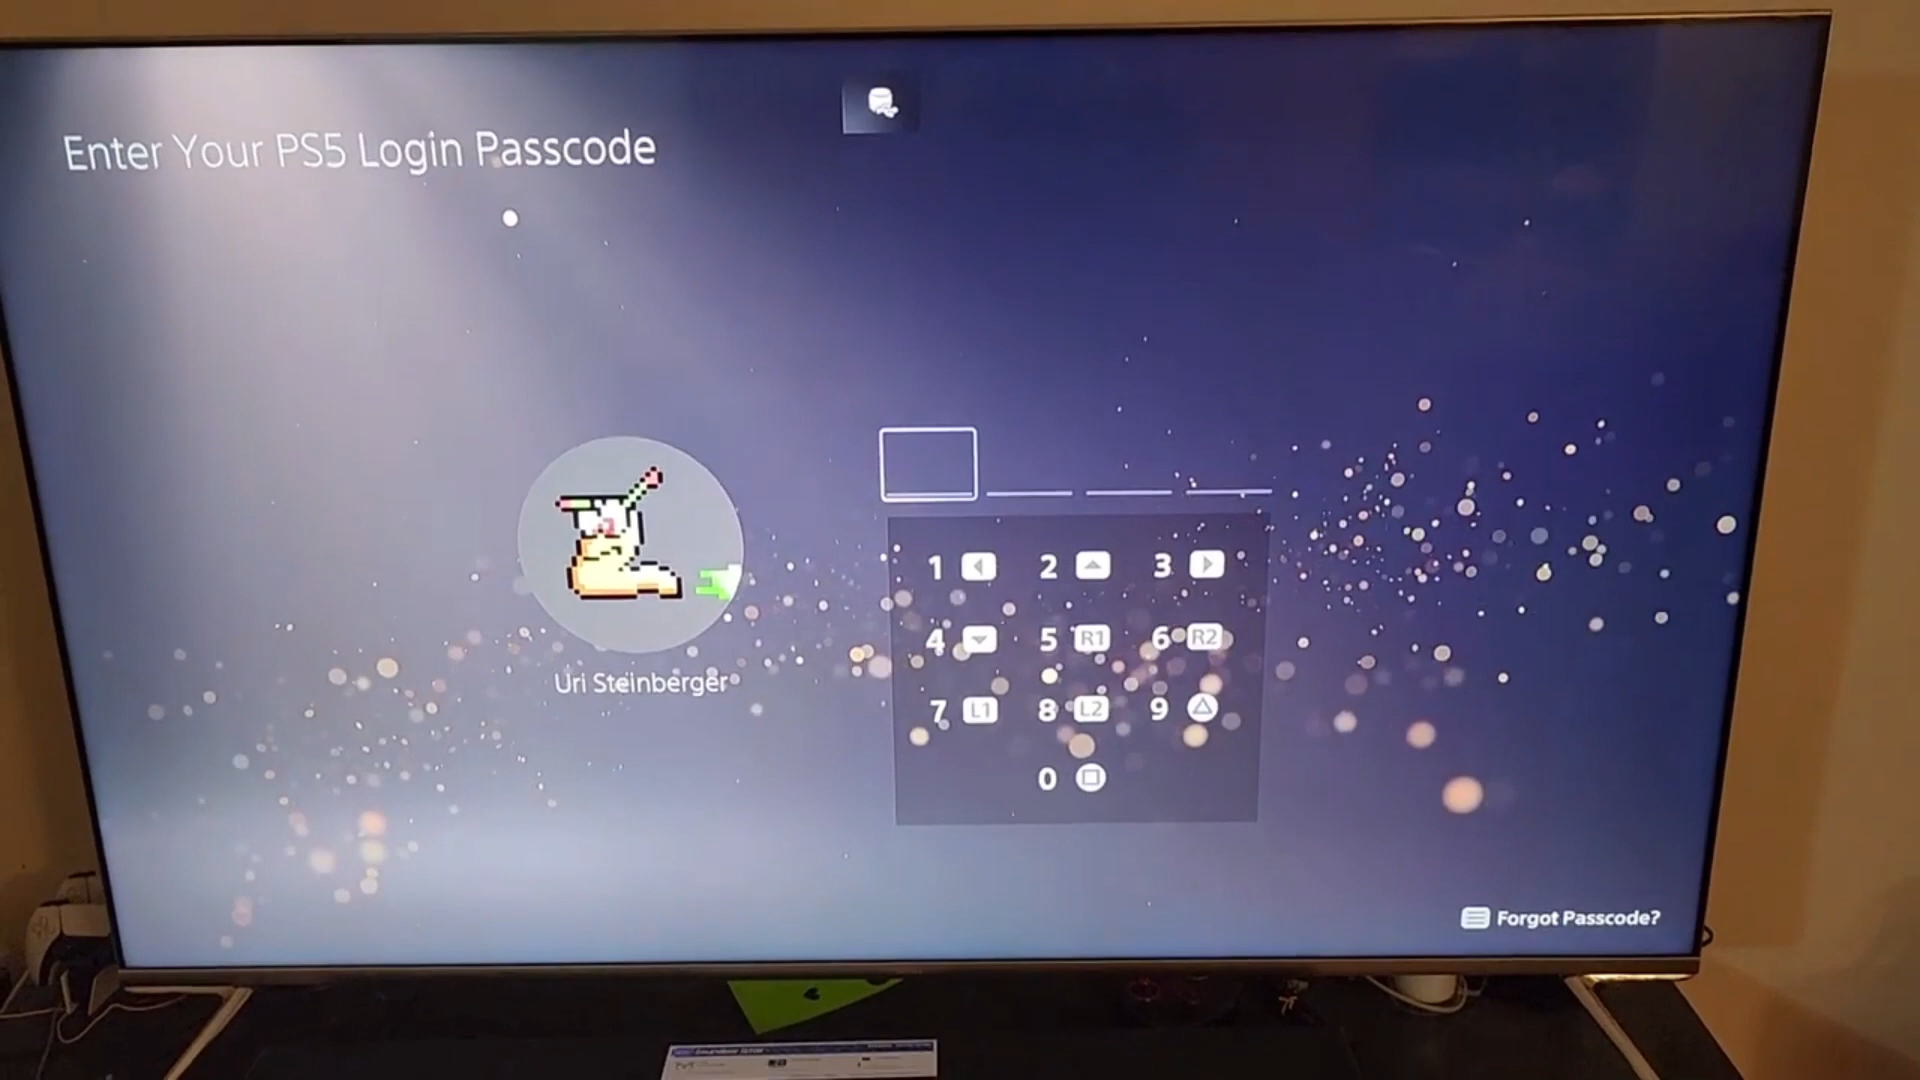 Enter Your PS5 Login Passcode
Uri Steinberger
1 2 3
4 5 R1 6 R2
7 L1 8 L2 9
0
Forgot Passcode?